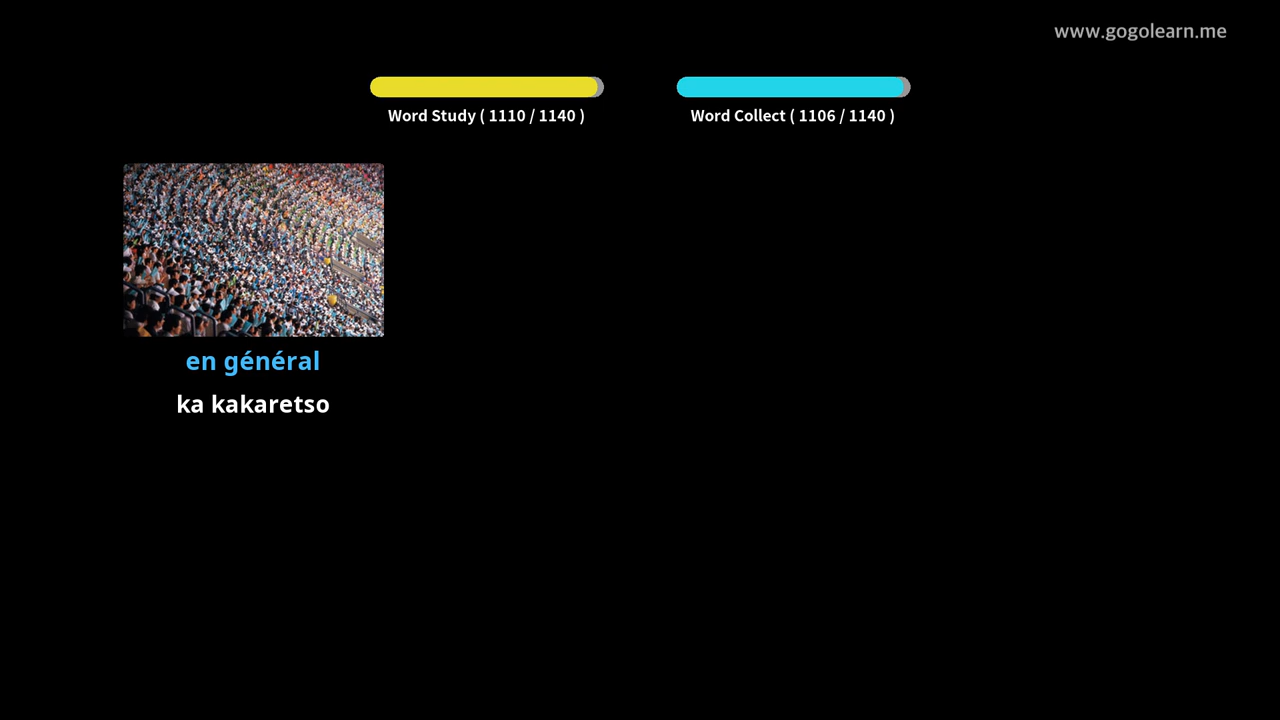 www.gogolearn.me
Word Study ( 1110 / 1140 )
Word Collect ( 1106 / 1140 )
en général
ka kakaretso